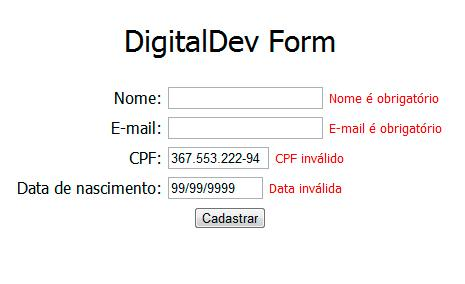 DigitalDev Form
Nome: Nome é obrigatório
E-mail: E-mail é obrigatório
CPF: 367.553.222-94 CPF inválido
Data de nascimento: 99/99/9999 Data inválida
Cadastrar